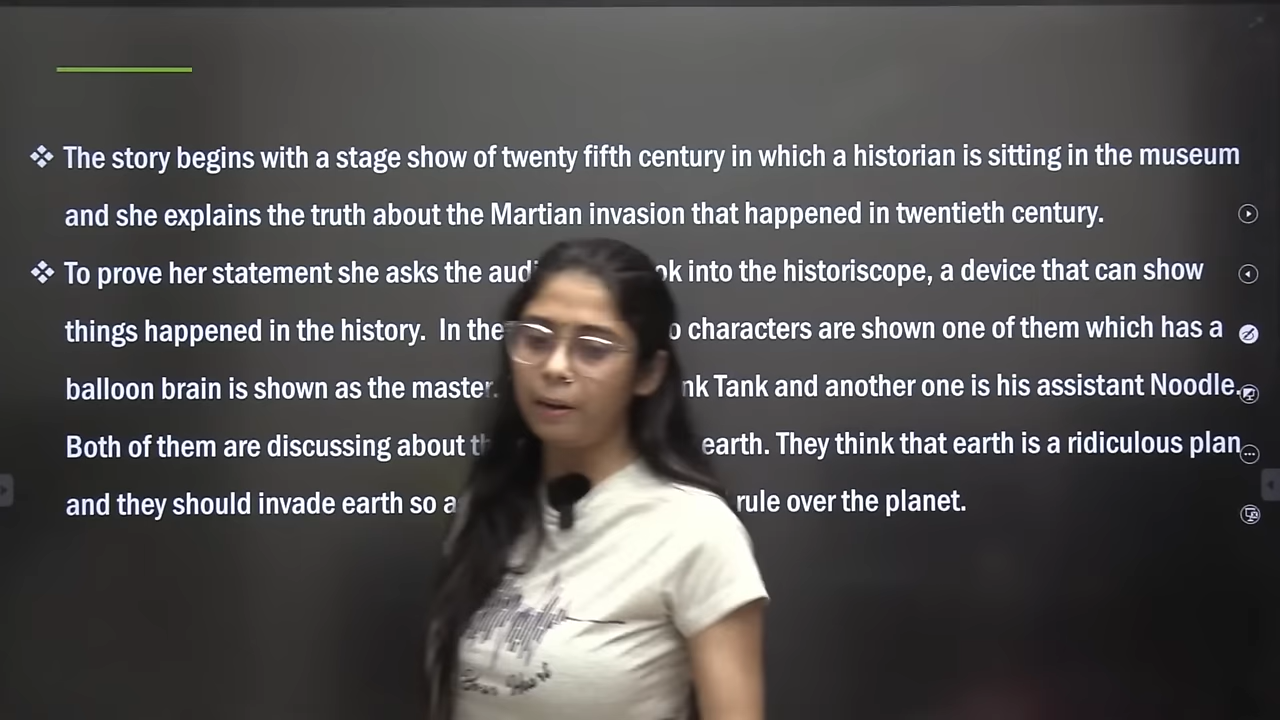 The story begins with a stage show of twenty fifth century in which a historian is sitting in the museum
and she explains the truth about the Martian invasion that happened in twentieth century.
To prove her statement she asks the into the historiscope, a device that can show
things happened in the history. In the characters are shown one of them which has a
balloon brain is shown as the master. Tank and another one is his assistant Noodle.
Both of them are discussing about earth. They think that earth is a ridiculous plan
and they should invade earth so rule over the planet.